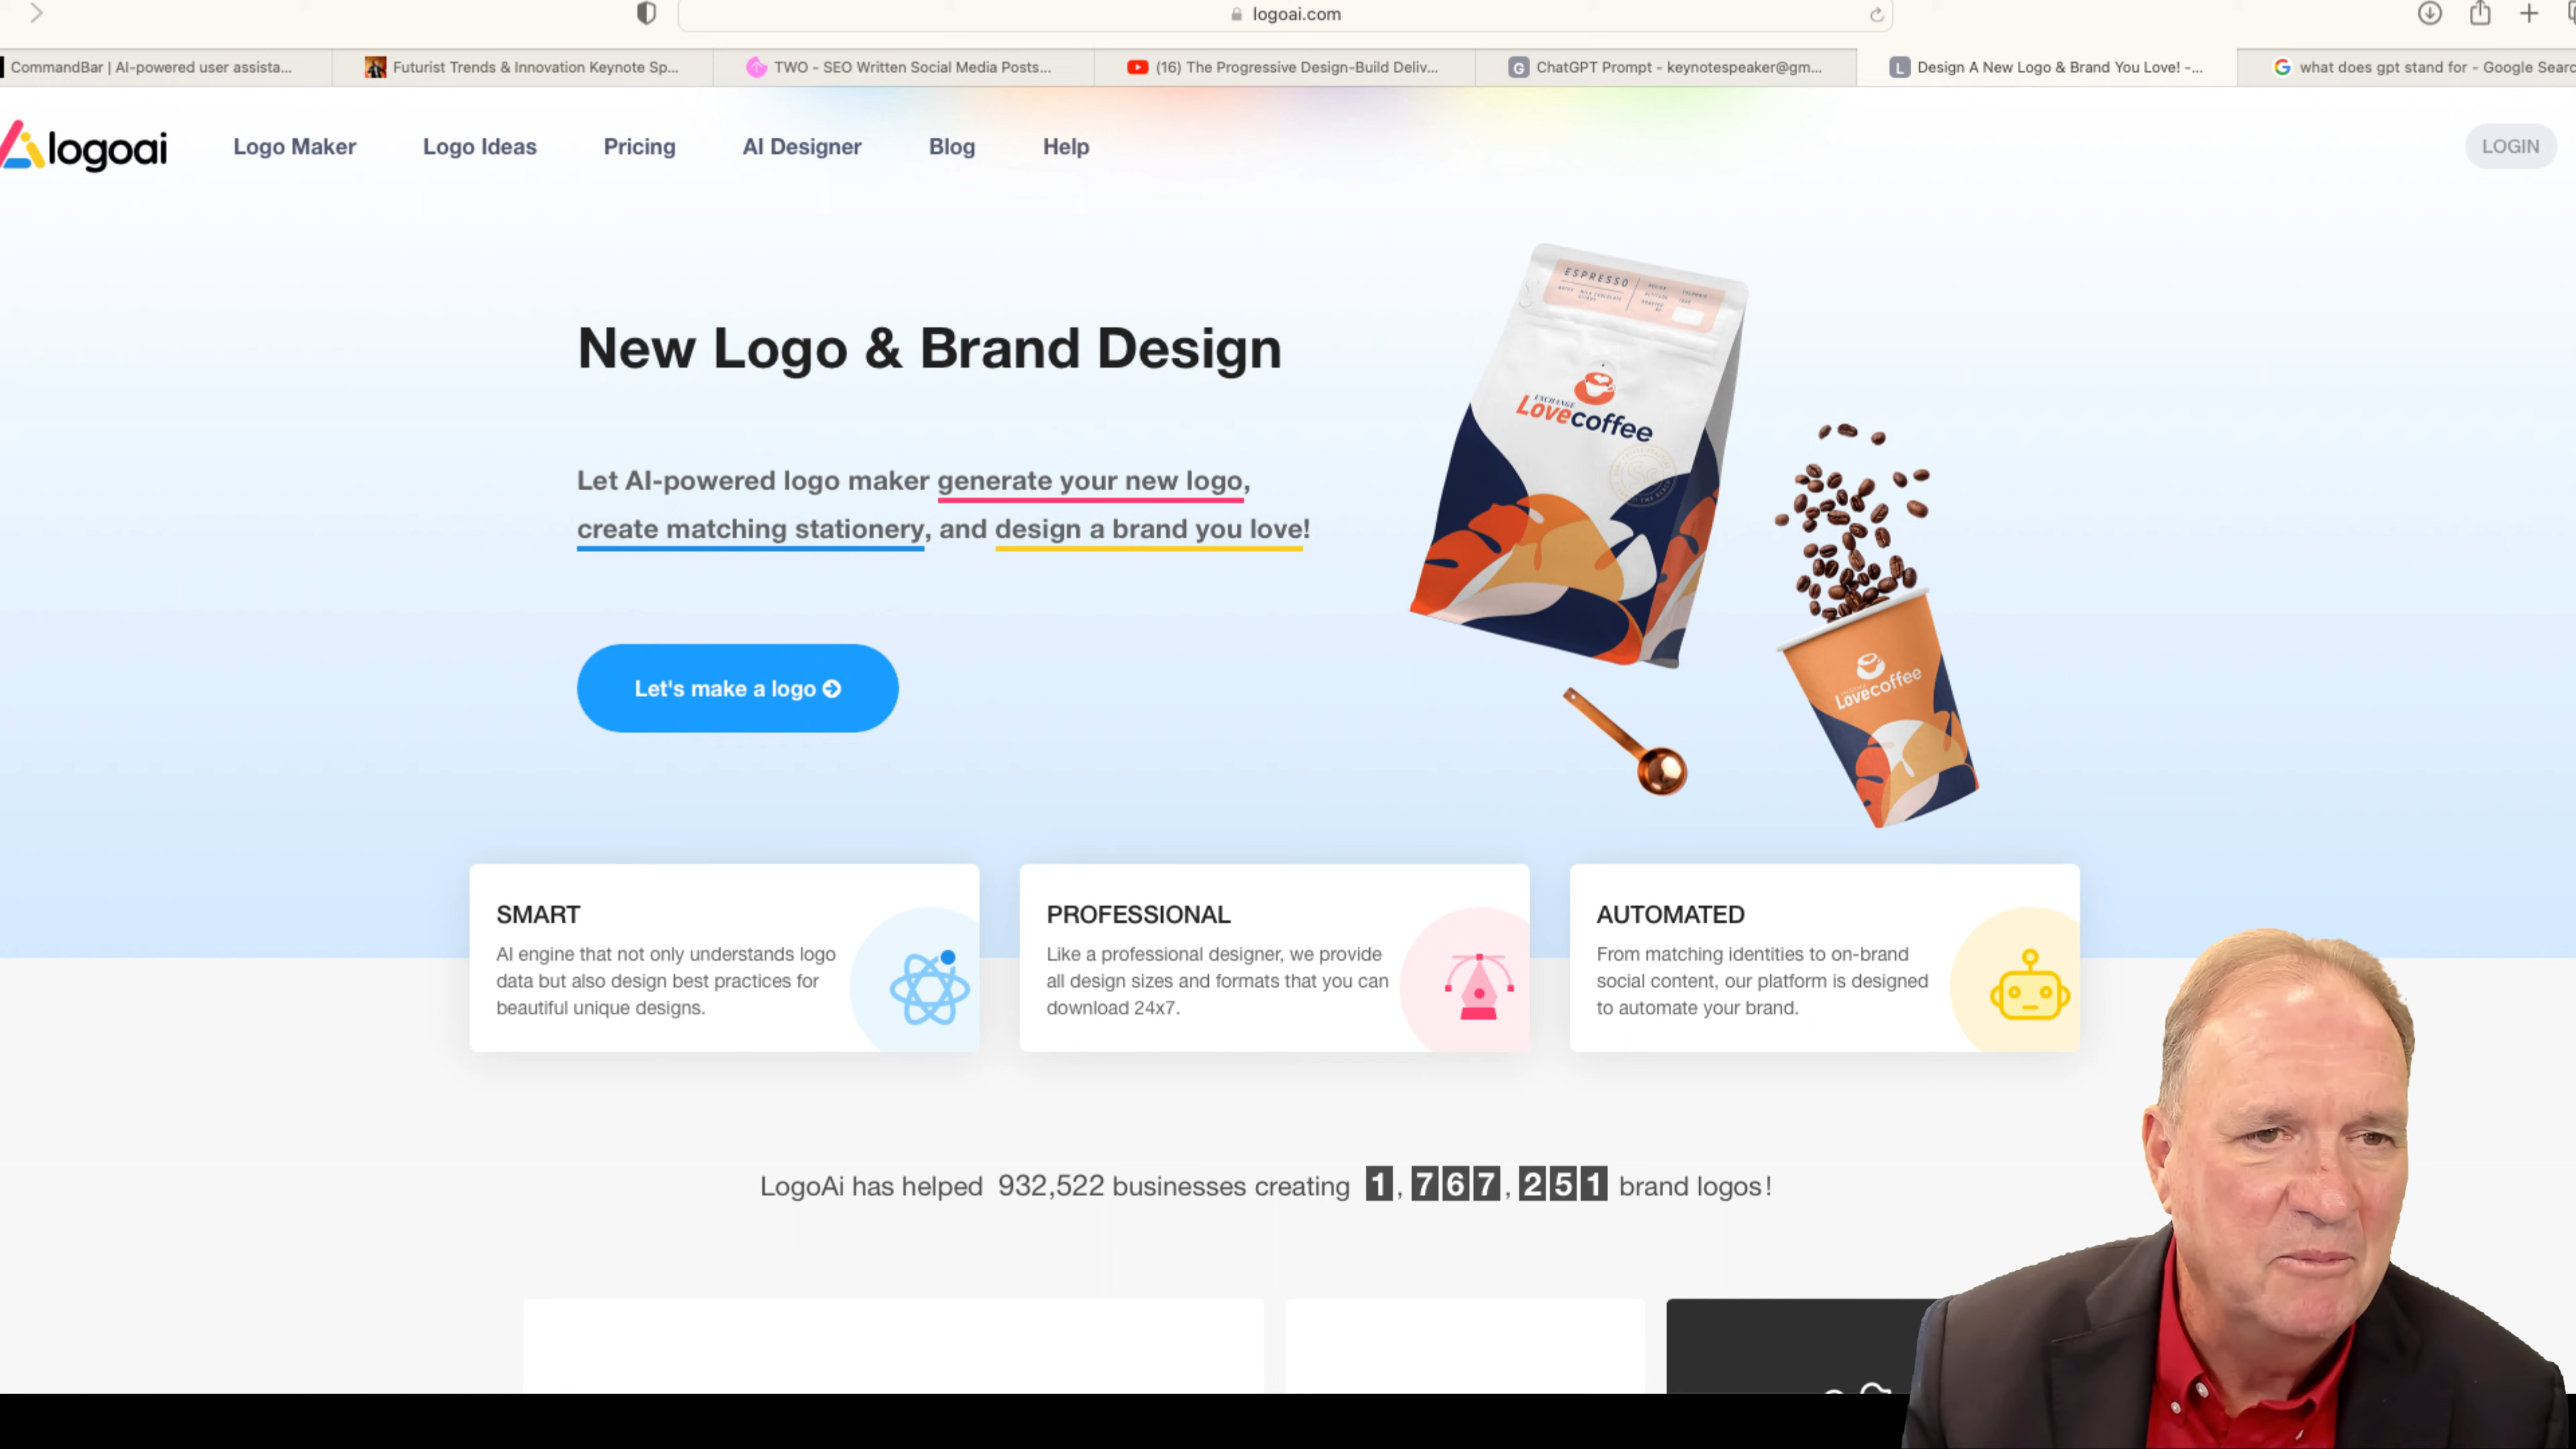 logoai.com
CommandBar | AI-powered user assista...
Futurist Trends & Innovation Keynote Sp...
TWO - SEO Written Social Media Posts...
(16) The Progressive Design-Build Deliv...
ChatGPT Prompt - keynotespeaker@gm...
Design A New Logo & Brand You Love! -...
what does gpt stand for - Google Searc
logoai
Logo Maker
Logo Ideas
Pricing
AI Designer
Blog
Help
LOGIN
New Logo & Brand Design
Let AI-powered logo maker generate your new logo,
create matching stationery, and design a brand you love!
Let's make a logo
ESPRESSO
EXCHANGE
Lovecoffee
Lovecoffee
SMART
AI engine that not only understands logo
data but also design best practices for
beautiful unique designs.
PROFESSIONAL
Like a professional designer, we provide
all design sizes and formats that you can
download 24x7.
AUTOMATED
From matching identities to on-brand
social content, our platform is designed
to automate your brand.
LogoAi has helped 932,522 businesses creating 1,767,251 brand logos!